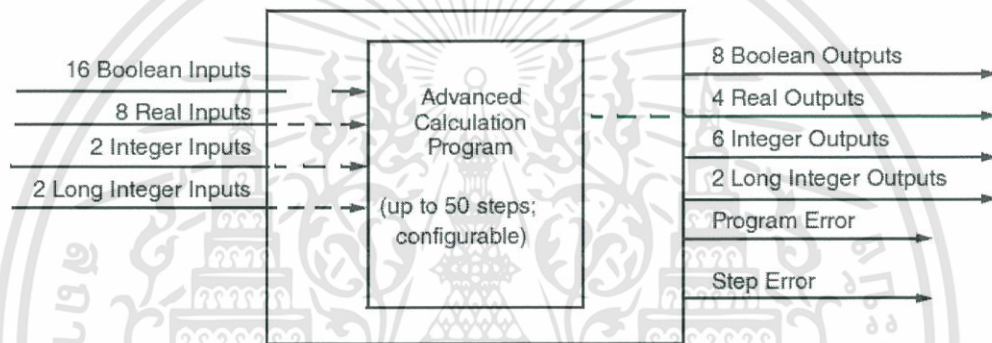 16 Boolean Inputs
8 Real Inputs
2 Integer Inputs
2 Long Integer Inputs
Advanced
Calculation
Program
(up to 50 steps;
configurable)
8 Boolean Outputs
4 Real Outputs
6 Integer Outputs
2 Long Integer Outputs
Program Error
Step Error